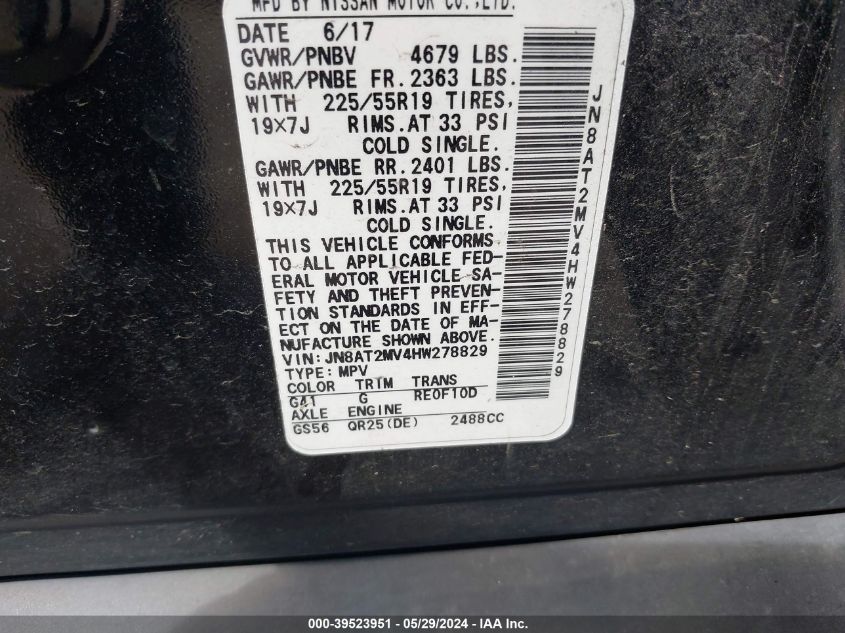 MFD BY NISSAN MOTOR CO.,LTD.
DATE 6/17
GVWR/PNBV 4679 LBS.
GAWR/PNBE FR. 2363 LBS.
WITH 225/55R19 TIRES,
19×7J RIMS.AT 33 PSI
COLD SINGLE.
GAWR/PNBE RR. 2401 LBS.
WITH 225/55R19 TIRES,
19×7J RIMS.AT 33 PSI
COLD SINGLE.
THIS VEHICLE CONFORMS
TO ALL APPLICABLE FED-
ERAL MOTOR VEHICLE SA-
FETY AND THEFT PREVEN-
TION STANDARDS IN EFF-
ECT ON THE DATE OF MA-
NUFACTURE SHOWN ABOVE.
VIN: JN8AT2MV4HW278829
TYPE: MPV
COLOR TRIM TRANS
G41 G RE0F10D
AXLE ENGINE
GS56 QR25(DE) 2488CC
JN8AT2MV4HW278829
000-39523951 - 05/29/2024 - IAA Inc.